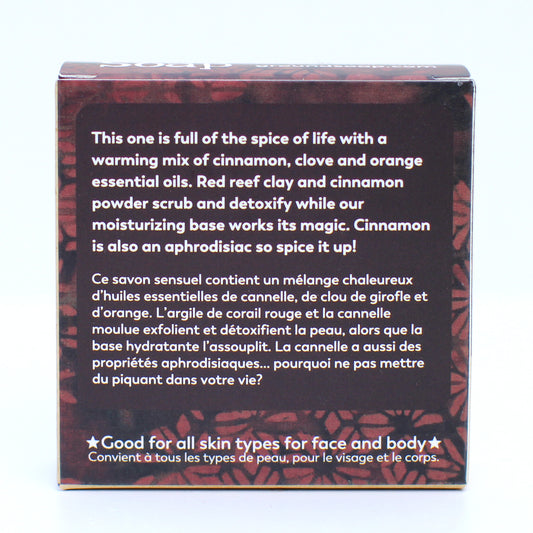 This one is full of the spice of life with a
warming mix of cinnamon, clove and orange
essential oils. Red reef clay and cinnamon
powder scrub and detoxify while our
moisturizing base works its magic. Cinnamon
is also an aphrodisiac so spice it up!
Ce savon sensuel contient un mélange chaleureux
d'huiles essentielles de cannelle, de clou de girofle et
d'orange. L'argile de corail rouge et la cannelle
moulue exfolient et détoxifient la peau, alors que la
base hydratante l'assouplit. La cannelle a aussi des
propriétés aphrodisiaques... pourquoi ne pas mettre
du piquant dans votre vie?
★Good for all skin types for face and body★
Convient à tous les types de peau, pour le visage et le corps.